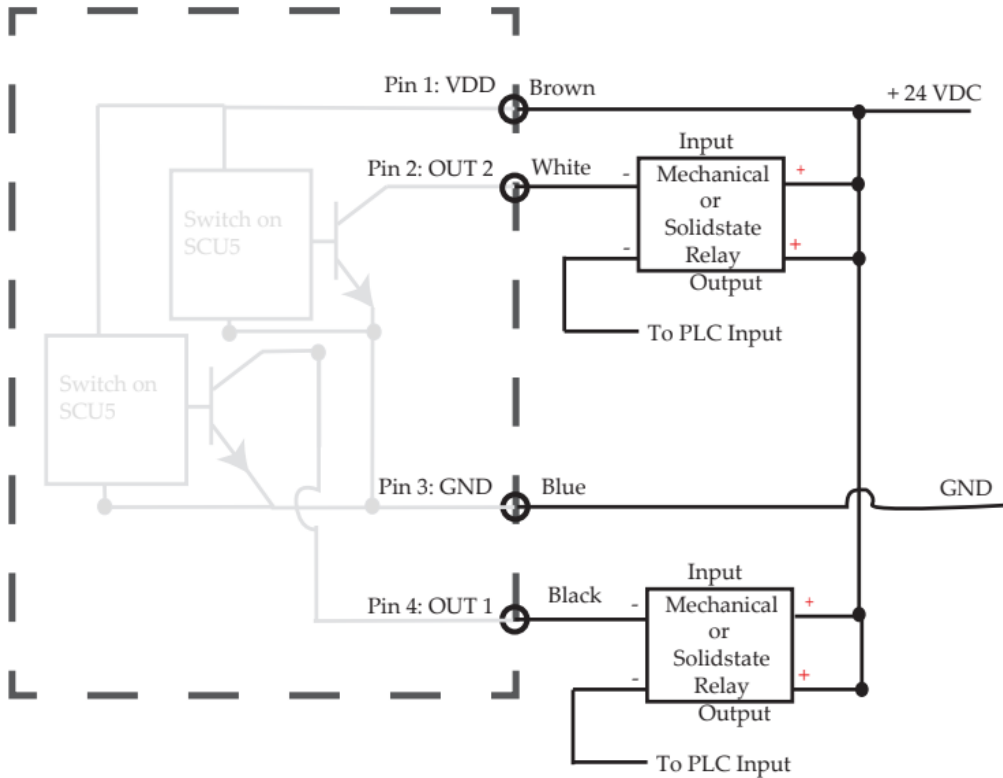 Pin 1: VDD
Brown
+ 24 VDC
Input
Pin 2: OUT 2
White
-
+
Mechanical
or
Solidstate
Relay
-
+
Output
To PLC Input
Switch on
SCU5
Switch on
SCU5
Pin 3: GND
Blue
GND
Input
Pin 4: OUT 1
Black
-
+
Mechanical
or
Solidstate
Relay
-
+
Output
To PLC Input